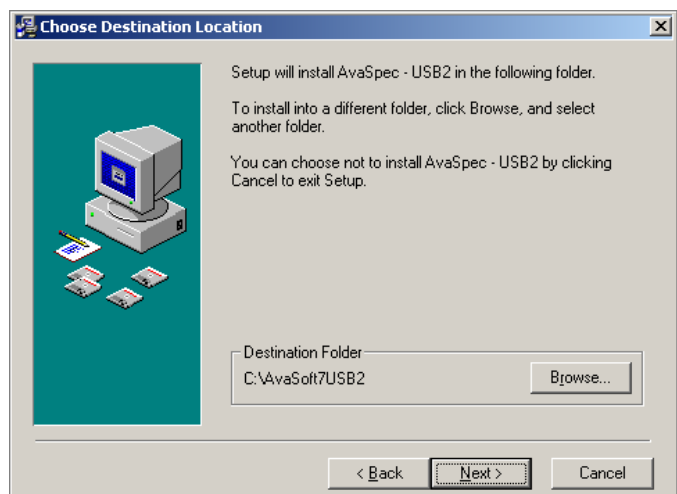 Choose Destination Location
Setup will install AvaSpec - USB2 in the following folder.
To install into a different folder, click Browse, and select
another folder.
You can choose not to install AvaSpec - USB2 by clicking
Cancel to exit Setup.
Destination Folder
C:\AvaSoft7USB2
Browse...
< Back
Next >
Cancel